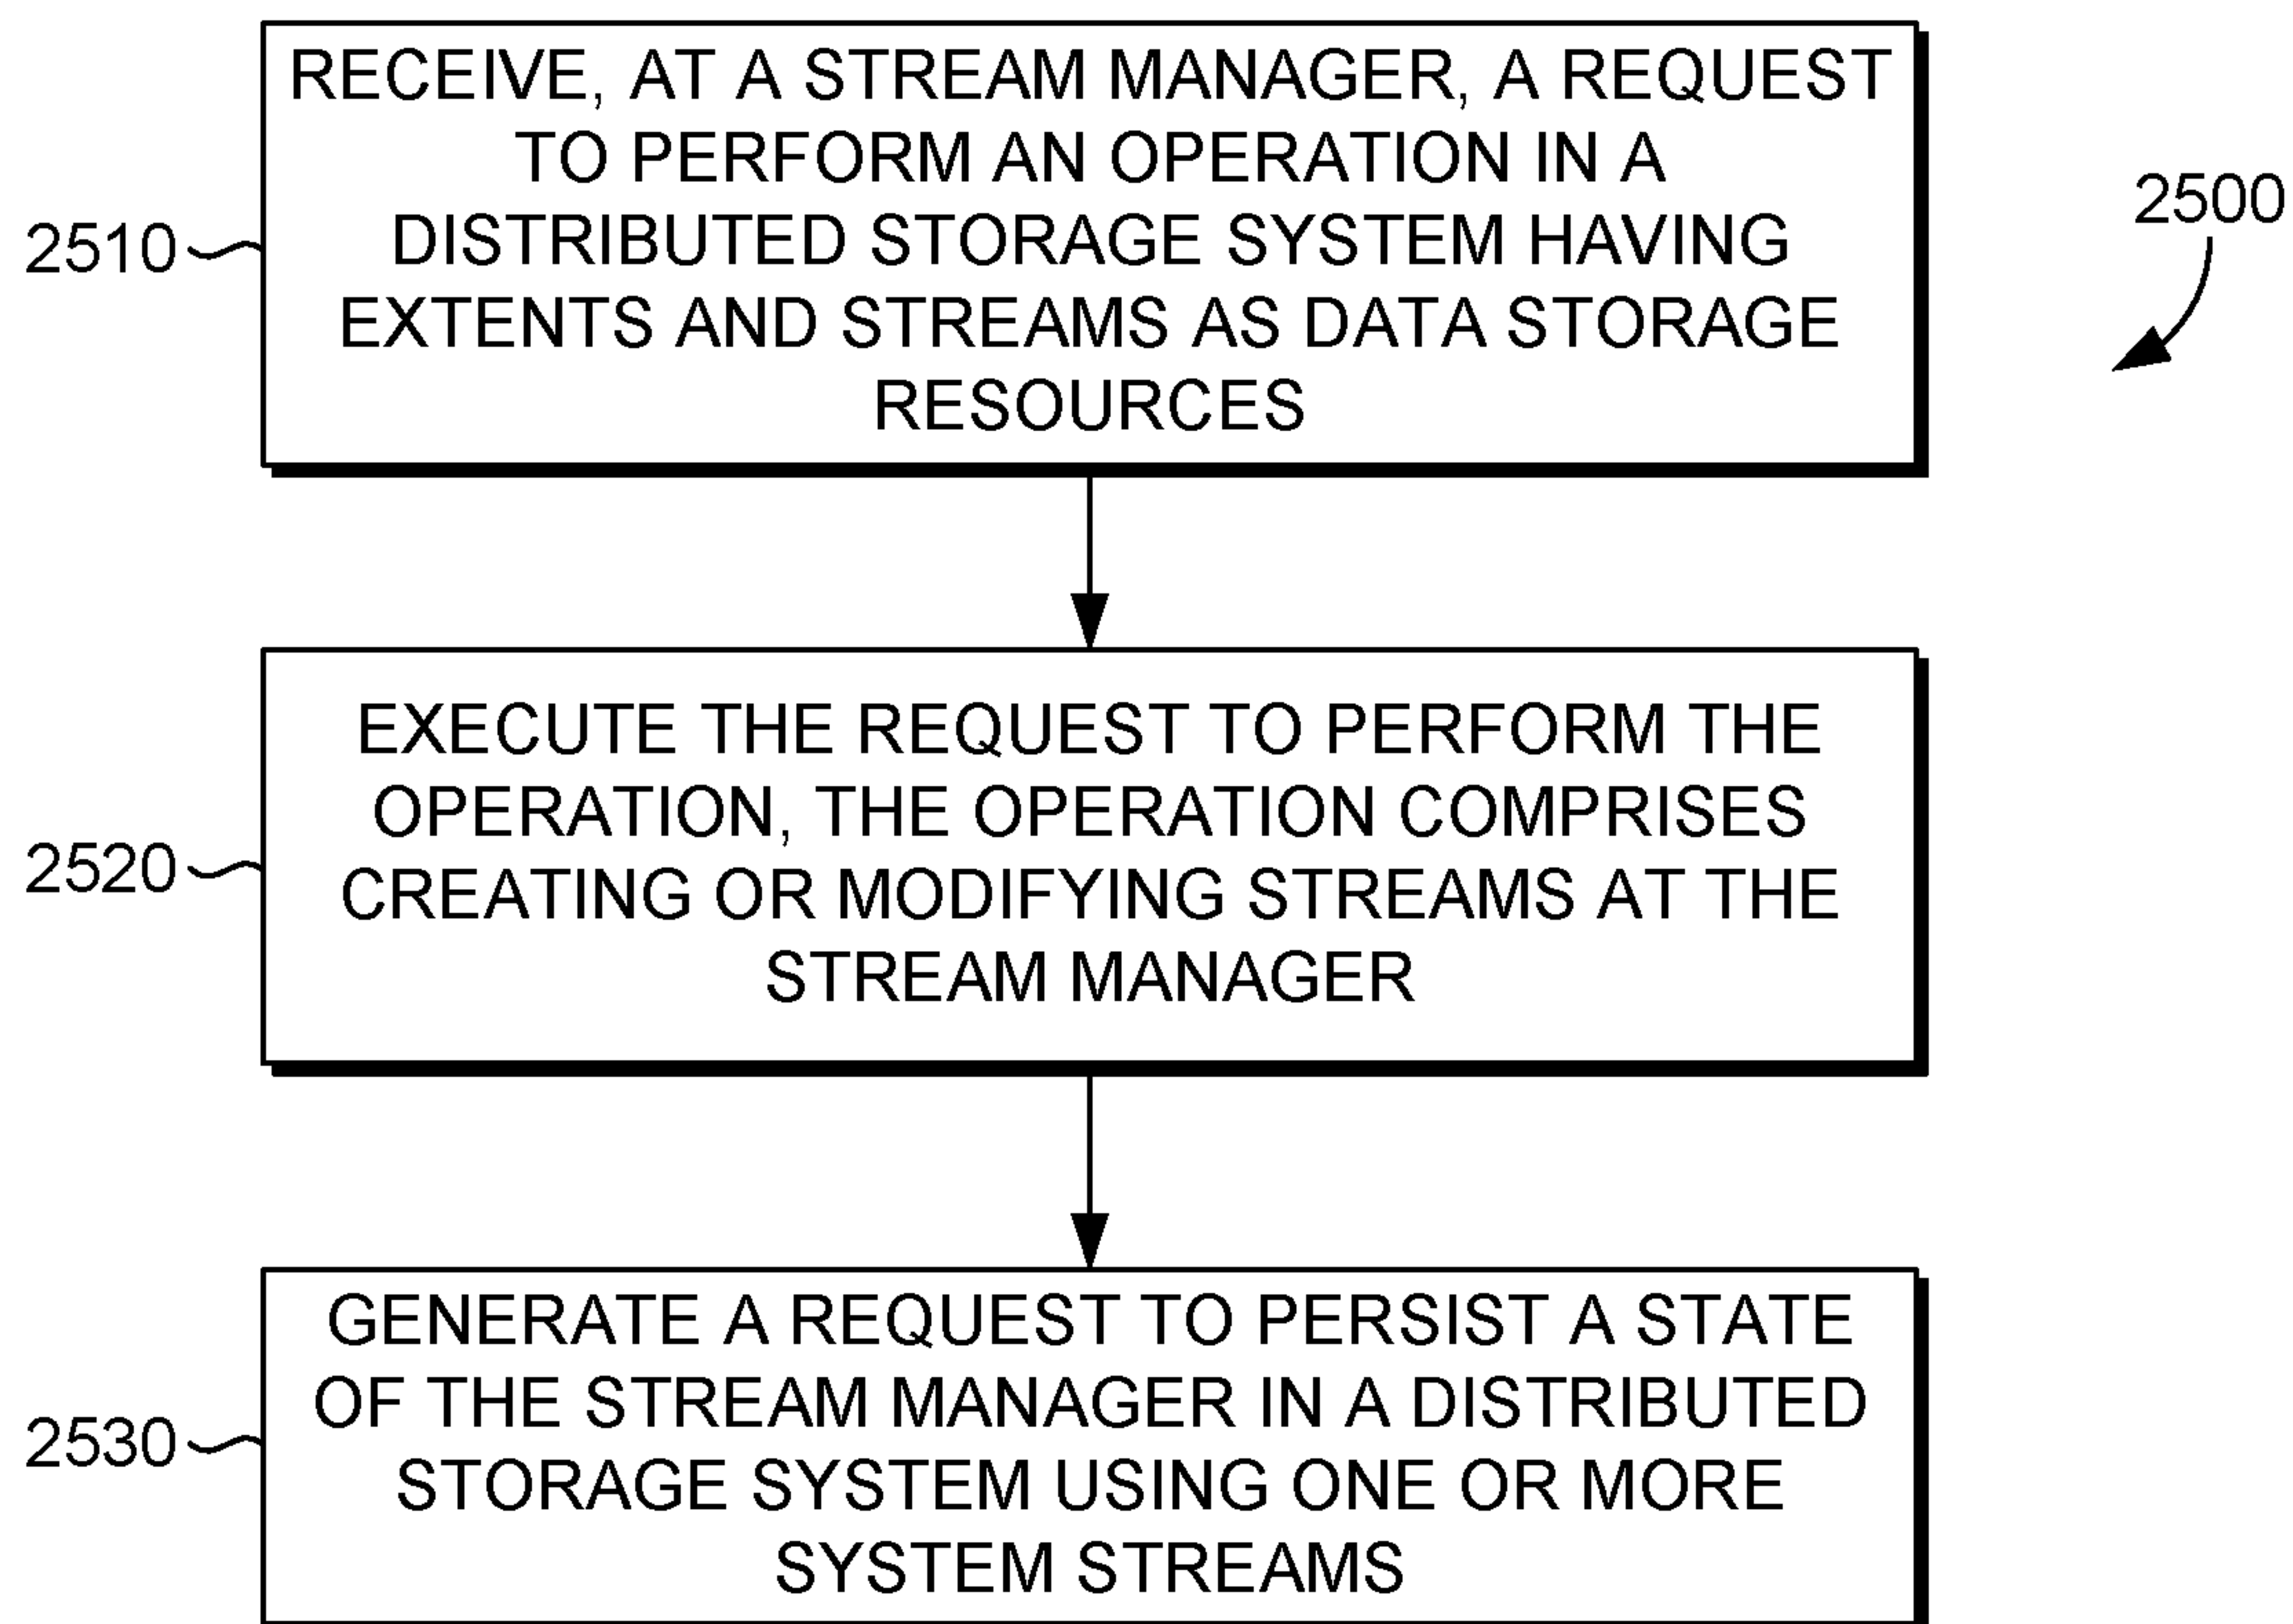 RECEIVE, AT A STREAM MANAGER, A REQUEST
TO PERFORM AN OPERATION IN A
DISTRIBUTED STORAGE SYSTEM HAVING
EXTENTS AND STREAMS AS DATA STORAGE
RESOURCES
2510
2500
EXECUTE THE REQUEST TO PERFORM THE
OPERATION, THE OPERATION COMPRISES
CREATING OR MODIFYING STREAMS AT THE
STREAM MANAGER
2520
GENERATE A REQUEST TO PERSIST A STATE
OF THE STREAM MANAGER IN A DISTRIBUTED
STORAGE SYSTEM USING ONE OR MORE
SYSTEM STREAMS
2530